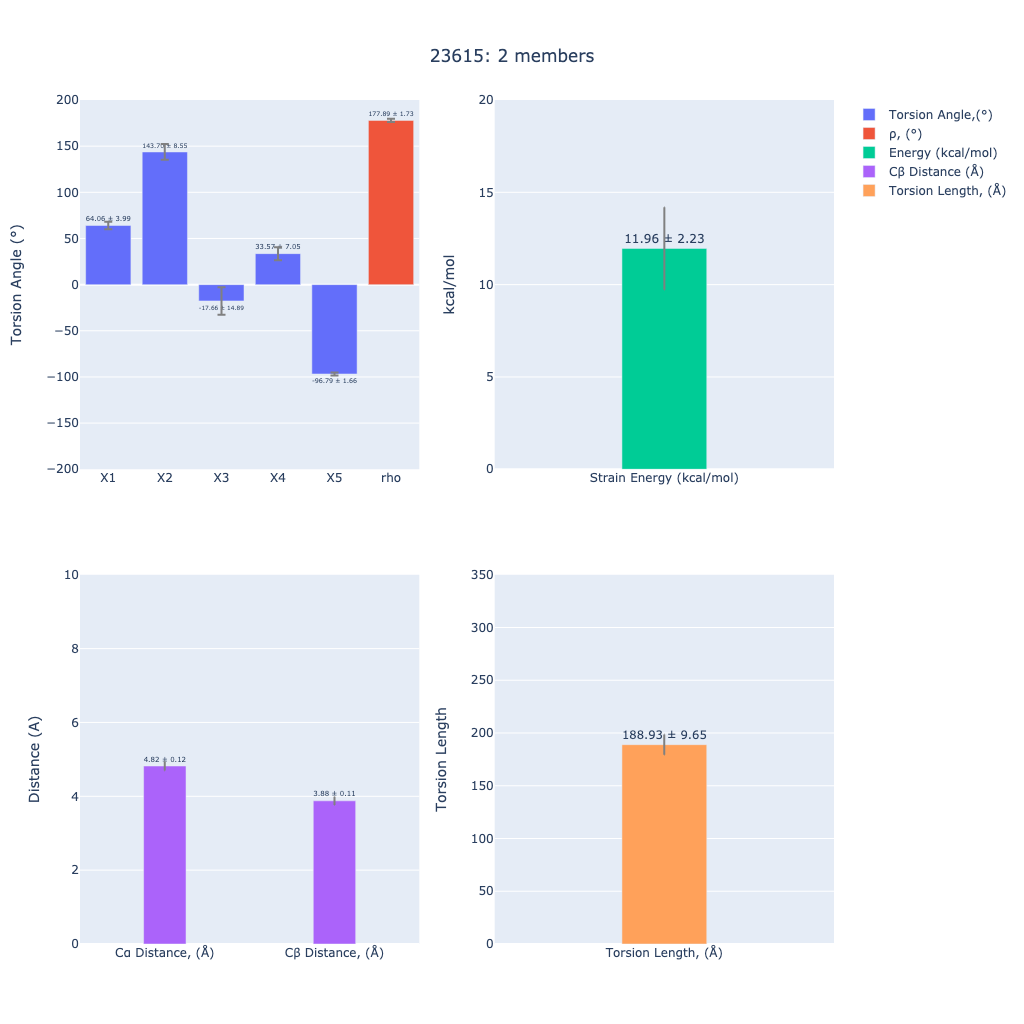 23615: 2 members
Torsion Angle (°)
200
150
100
50
0
−50
−100
−150
−200
64.06 ± 3.99
143.70 ± 8.55
-17.66 ± 14.89
33.57 ± 7.05
-96.79 ± 1.66
177.89 ± 1.73
X1 X2 X3 X4 X5 rho
kcal/mol
20
15
10
5
0
11.96 ± 2.23
Strain Energy (kcal/mol)
Torsion Angle,(°)
ρ, (°)
Energy (kcal/mol)
Cβ Distance (Å)
Torsion Length, (Å)
Distance (A)
10
8
6
4
2
0
4.82 ± 0.12
3.88 ± 0.11
Cα Distance, (Å) Cβ Distance, (Å)
Torsion Length
350
300
250
200
150
100
50
0
188.93 ± 9.65
Torsion Length, (Å)